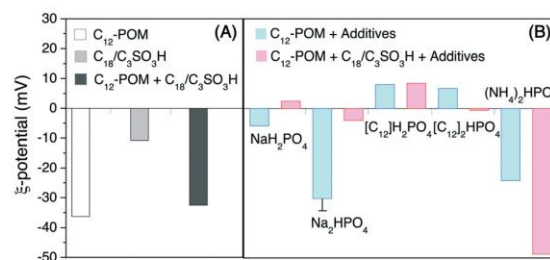 30
20
10
0
-10
-20
-30
-40
-50
ξ-potential (mV)
(A)
C₁₂-POM
C₁₈/C₃SO₃H
C₁₂-POM + C₁₈/C₃SO₃H
(B)
C₁₂-POM + Additives
C₁₂-POM + C₁₈/C₃SO₃H + Additives
(NH₄)₂HPO
NaH₂PO₄
[C₁₂]H₂PO₄
[C₁₂]₂HPO₄
Na₂HPO₄